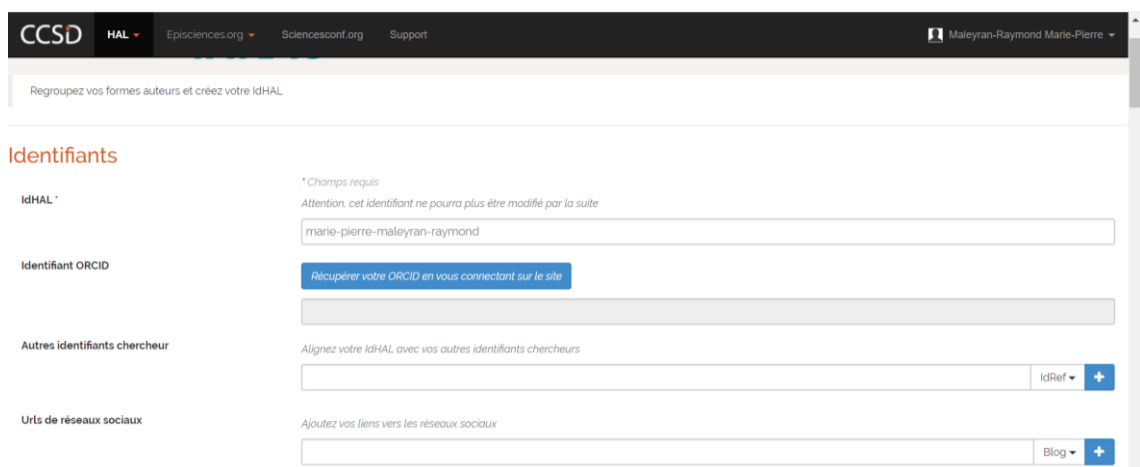 CCSD HAL Episciences.org Sciencesconf.org Support Maleyran-Raymond Marie-Pierre
Regroupez vos formes auteurs et créez votre IdHAL
Identifiants
* Champs requis
IdHAL *
Attention, cet identifiant ne pourra plus être modifié par la suite
marie-pierre-maleyran-raymond
Identifiant ORCID
Récupérer votre ORCID en vous connectant sur le site
Autres identifiants chercheur
Alignez votre IdHAL avec vos autres identifiants chercheurs
IdRef
Urls de réseaux sociaux
Ajoutez vos liens vers les réseaux sociaux
Blog